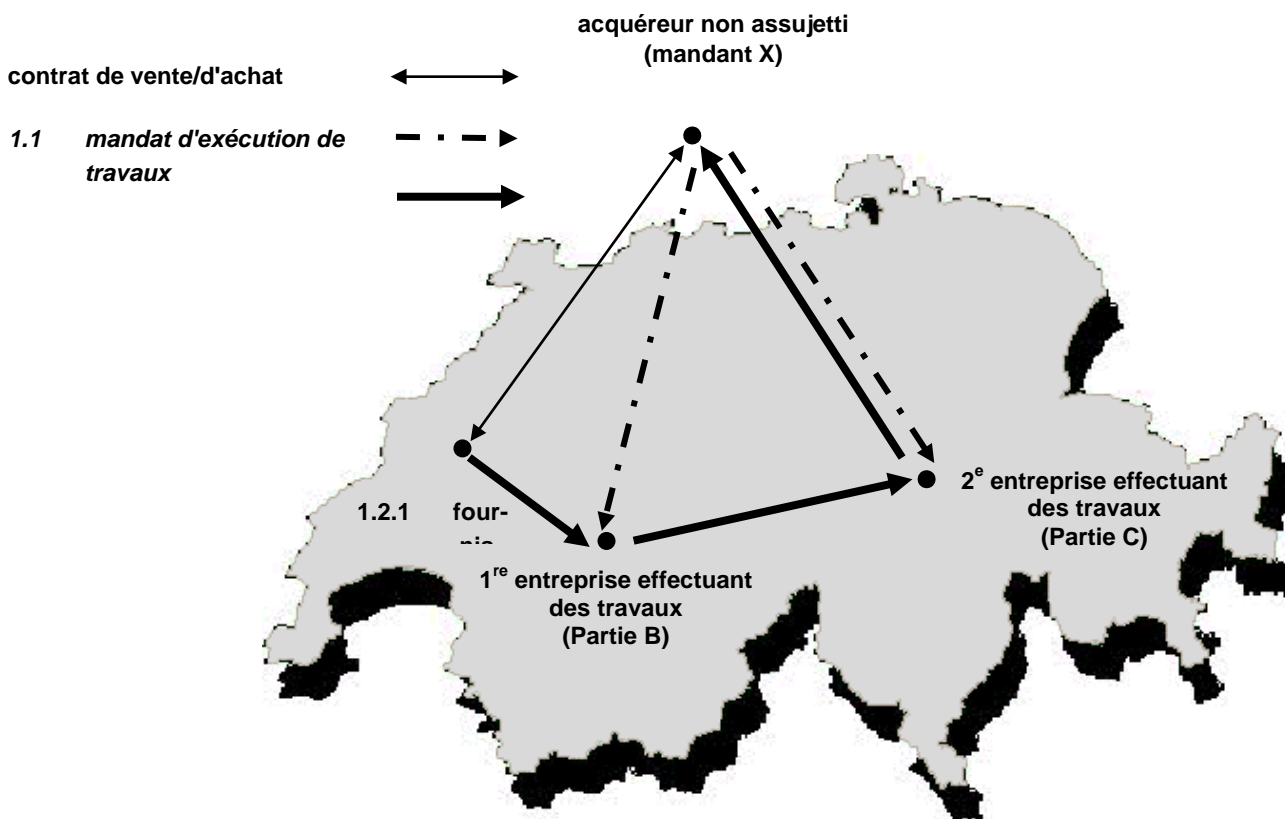 acquéreur non assujetti
(mandant X)
contrat de vente/d'achat
1.1 mandat d'exécution de
travaux
2e entreprise effectuant
des travaux
(Partie C)
1.2.1 four-
1re entreprise effectuant
des travaux
(Partie B)